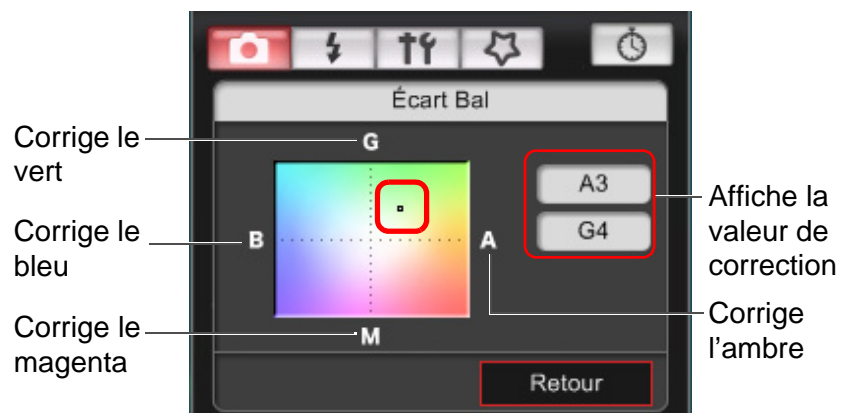 Écart Bal
Corrige le
vert
G
A3
Affiche la
valeur de
correction
G4
Corrige le
bleu
B
A
Corrige le
magenta
M
Corrige
l'ambre
Retour